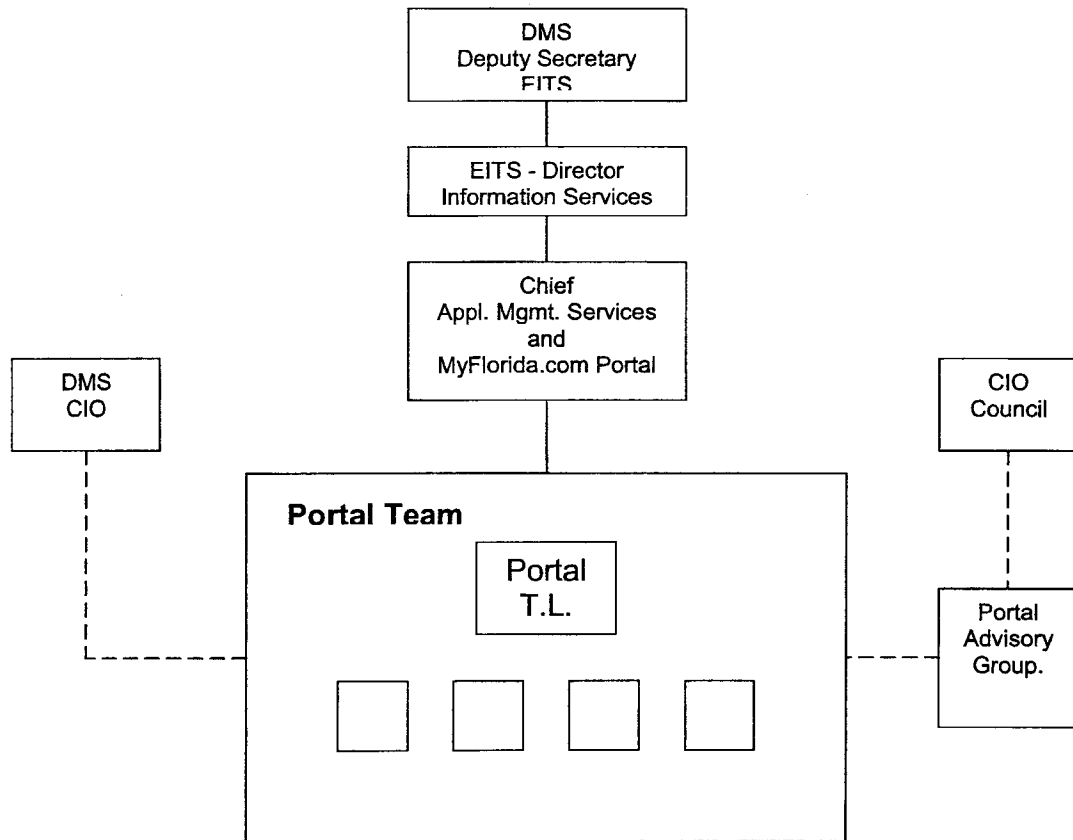 DMS
Deputy Secretary
EITS
EITS - Director
Information Services
Chief
Appl. Mgmt. Services
and
MyFlorida.com Portal
DMS
CIO
CIO
Council
Portal Team
Portal
T.L.
Portal
Advisory
Group.